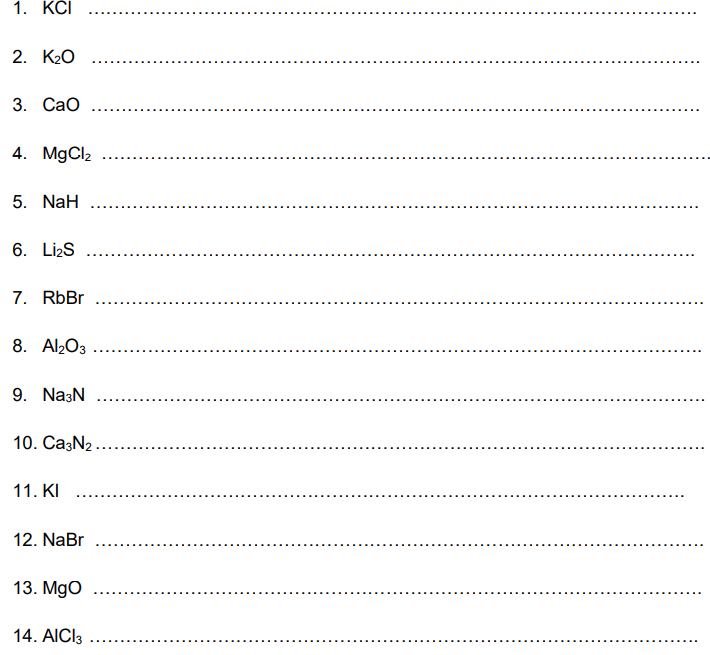 1. KCl ........................................................................................................
2. K₂O ........................................................................................................
3. CaO ........................................................................................................
4. MgCl₂ ........................................................................................................
5. NaH ........................................................................................................
6. Li₂S ........................................................................................................
7. RbBr ........................................................................................................
8. Al₂O₃ ........................................................................................................
9. Na₃N ........................................................................................................
10. Ca₃N₂ ........................................................................................................
11. KI ........................................................................................................
12. NaBr ........................................................................................................
13. MgO ........................................................................................................
14. AlCl₃ ........................................................................................................